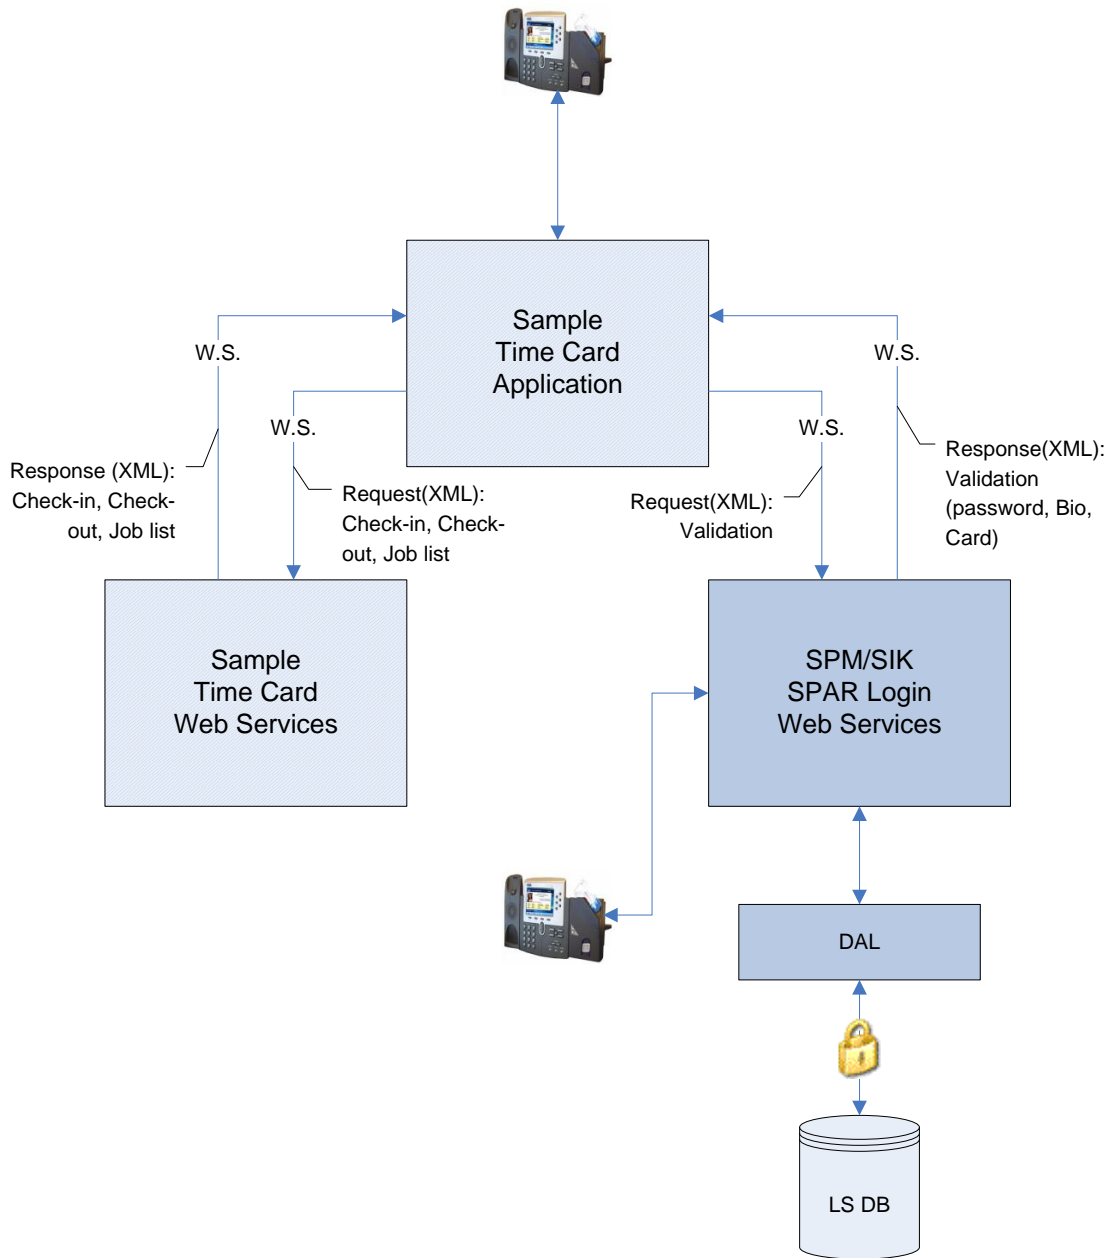 Sample
Time Card
Application
W.S.
W.S.
W.S.
W.S.
Response (XML):
Check-in, Check-
out, Job list
Request(XML):
Check-in, Check-
out, Job list
Request(XML):
Validation
Response(XML):
Validation
(password, Bio,
Card)
Sample
Time Card
Web Services
SPM/SIK
SPAR Login
Web Services
DAL
LS DB